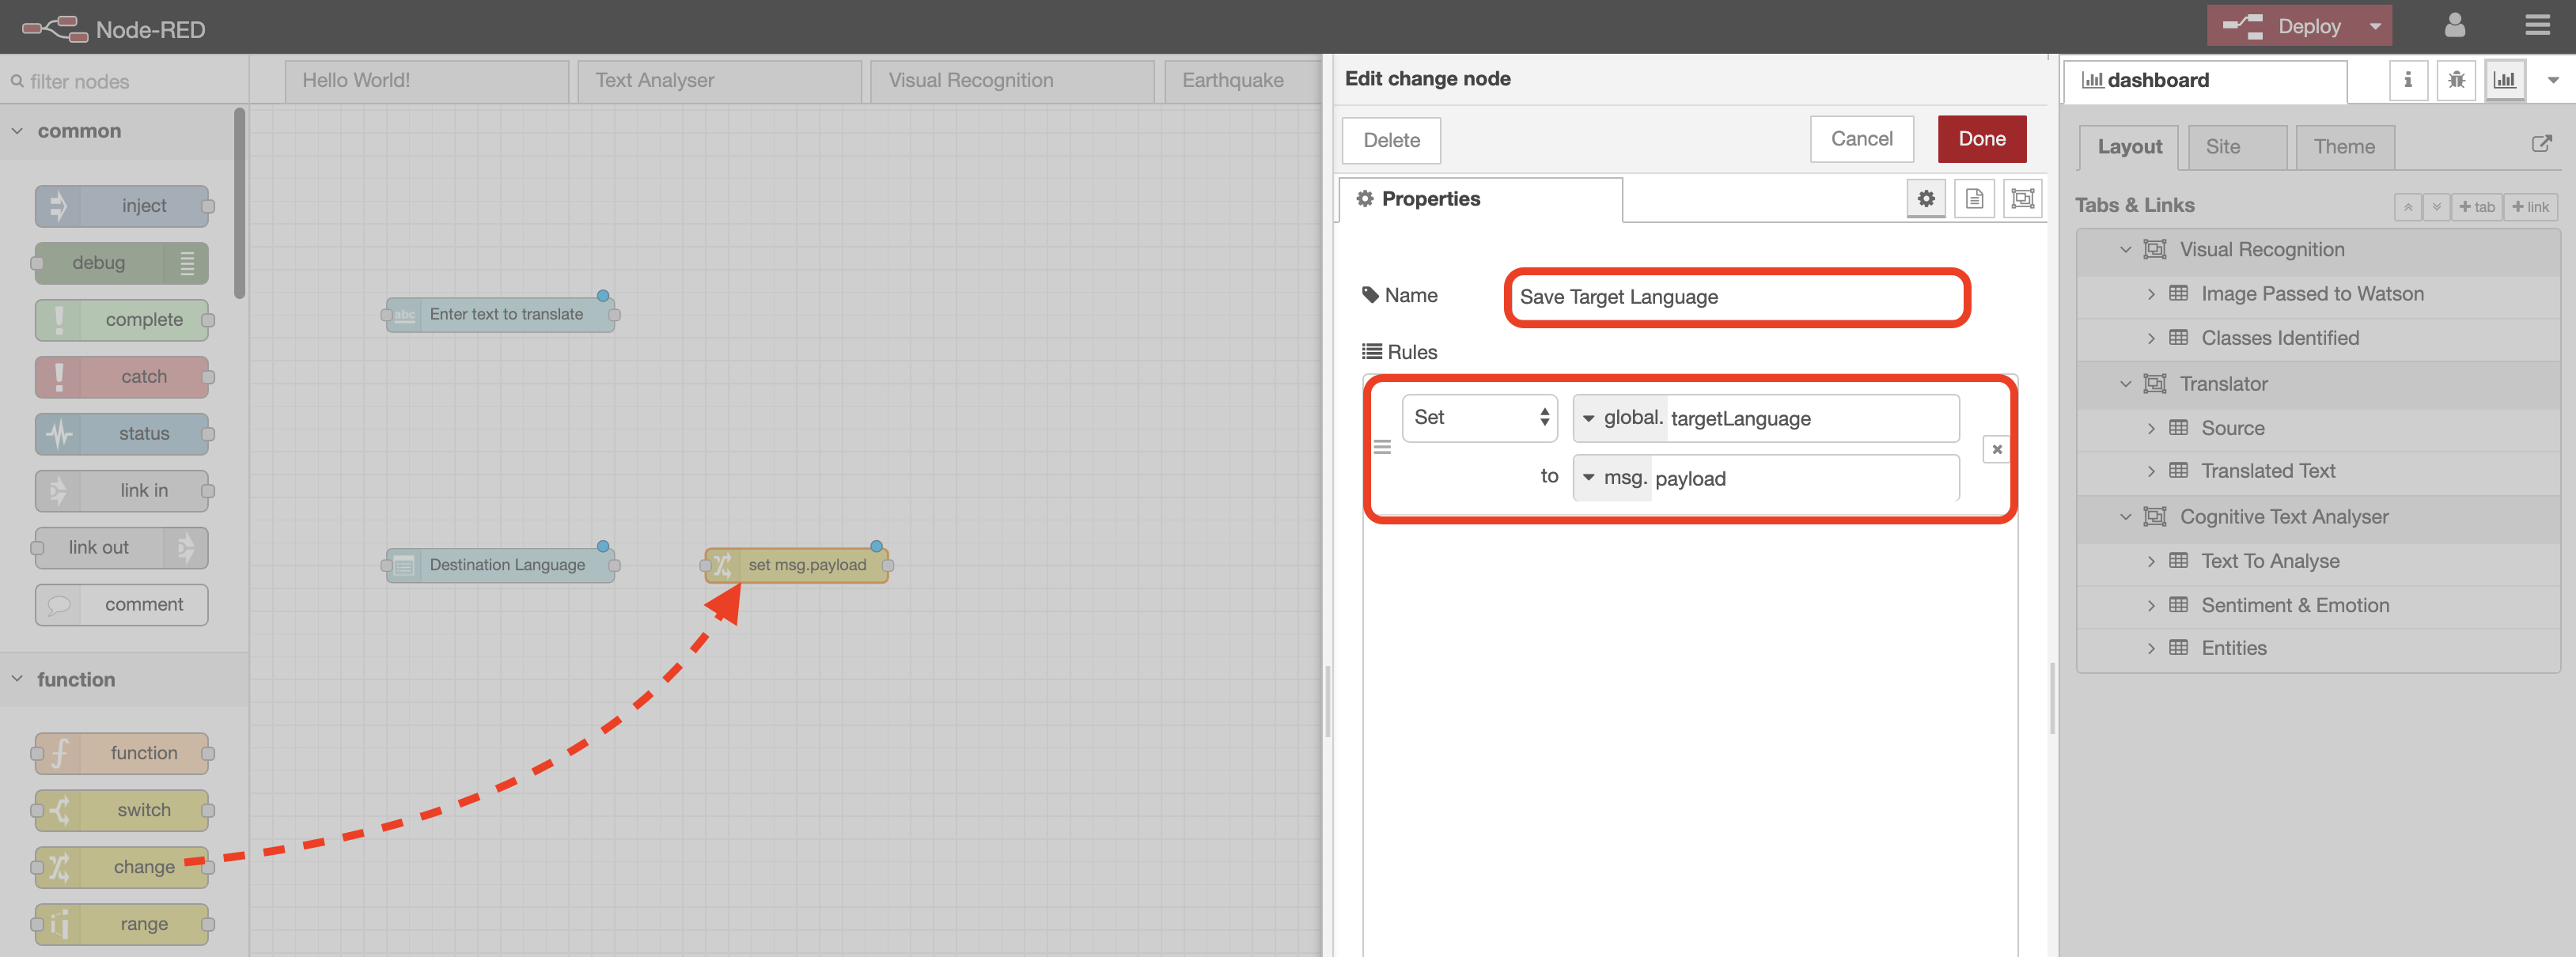 Node-RED
Deploy
filter nodes
Hello World!
Text Analyser
Visual Recognition
Earthquake
common
inject
debug
complete
catch
status
link in
link out
comment
function
function
switch
change
range
abc Enter text to translate
Destination Language
set msg.payload
Edit change node
Delete
Cancel
Done
Properties
Name
Save Target Language
Rules
Set
global. targetLanguage
to
msg. payload
dashboard
i
Layout
Site
Theme
Tabs & Links
+ tab
+ link
Visual Recognition
Image Passed to Watson
Classes Identified
Translator
Source
Translated Text
Cognitive Text Analyser
Text To Analyse
Sentiment & Emotion
Entities